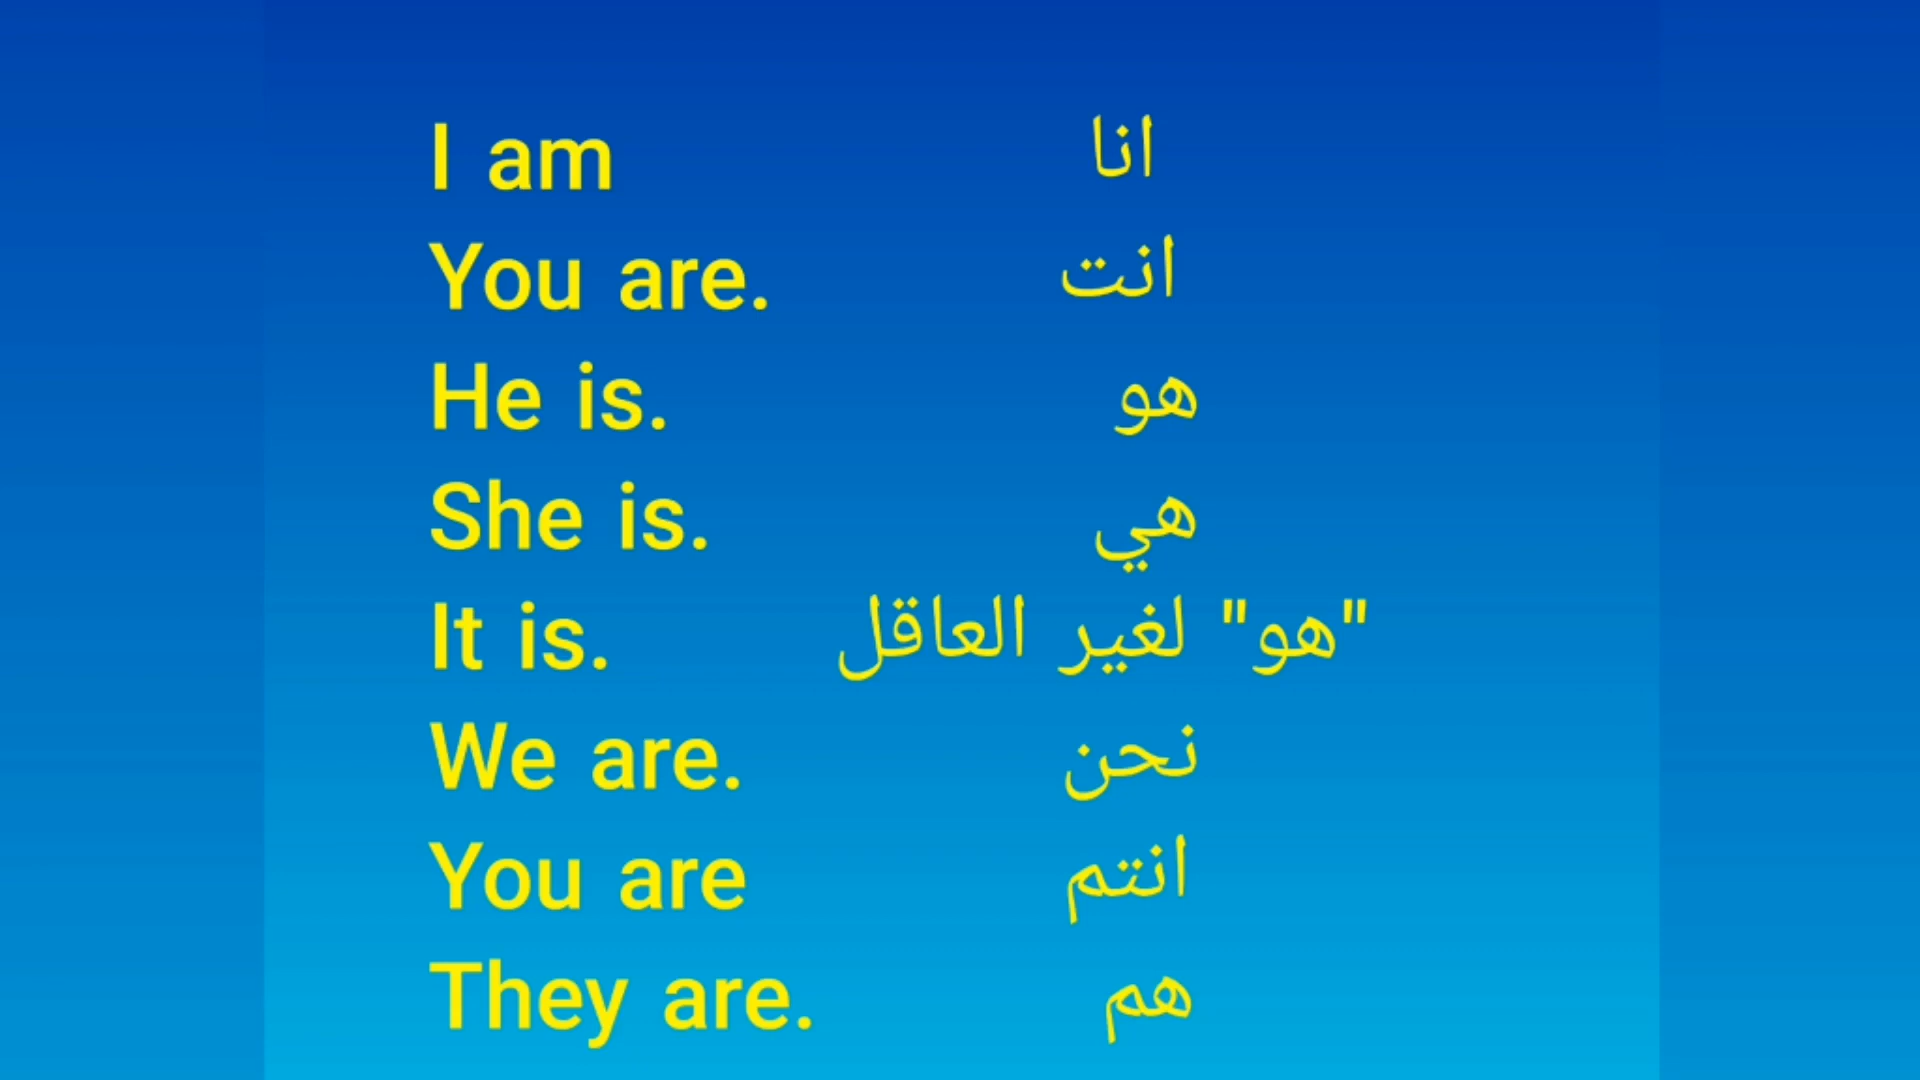 I am انا
You are. انت
He is. هو
She is. هي
It is. "هو" لغير العاقل
We are. نحن
You are انتم
They are. هم